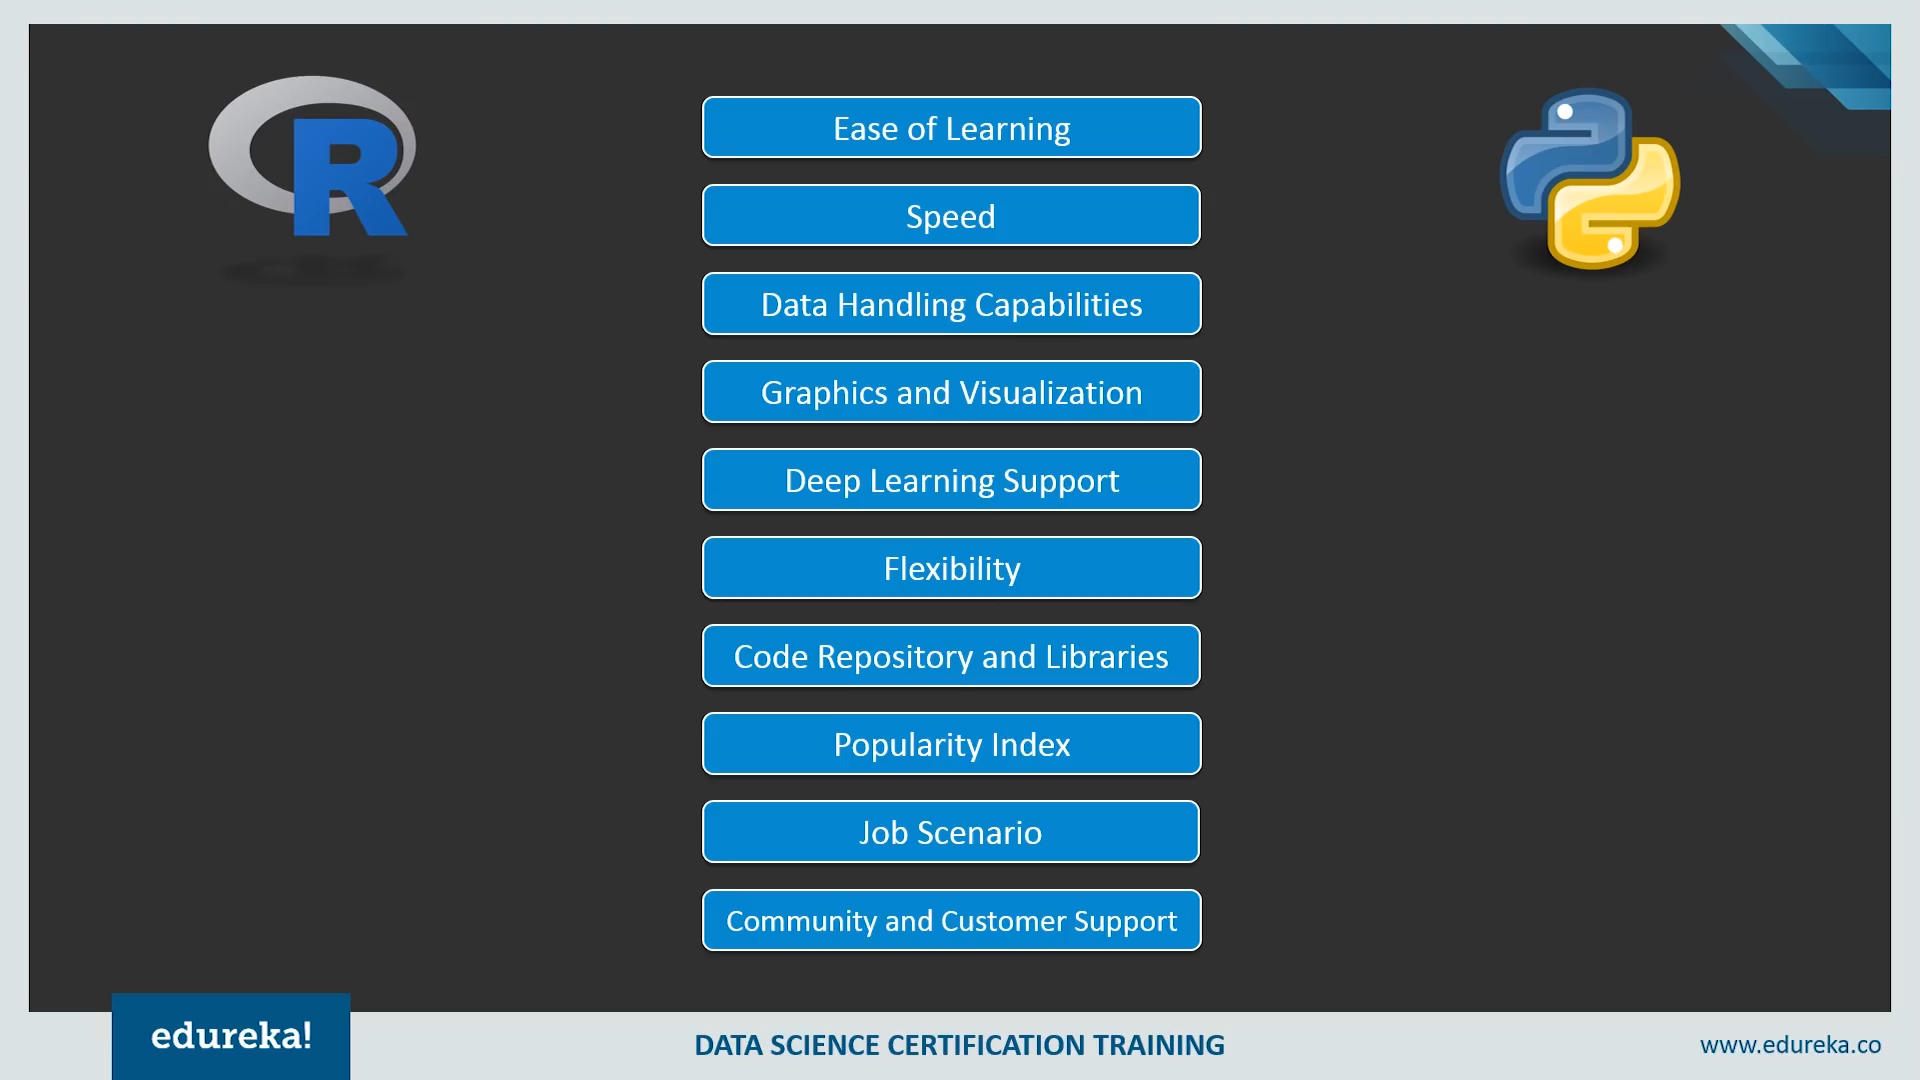 R
Ease of Learning
Speed
Data Handling Capabilities
Graphics and Visualization
Deep Learning Support
Flexibility
Code Repository and Libraries
Popularity Index
Job Scenario
Community and Customer Support
edureka!
DATA SCIENCE CERTIFICATION TRAINING
www.edureka.co